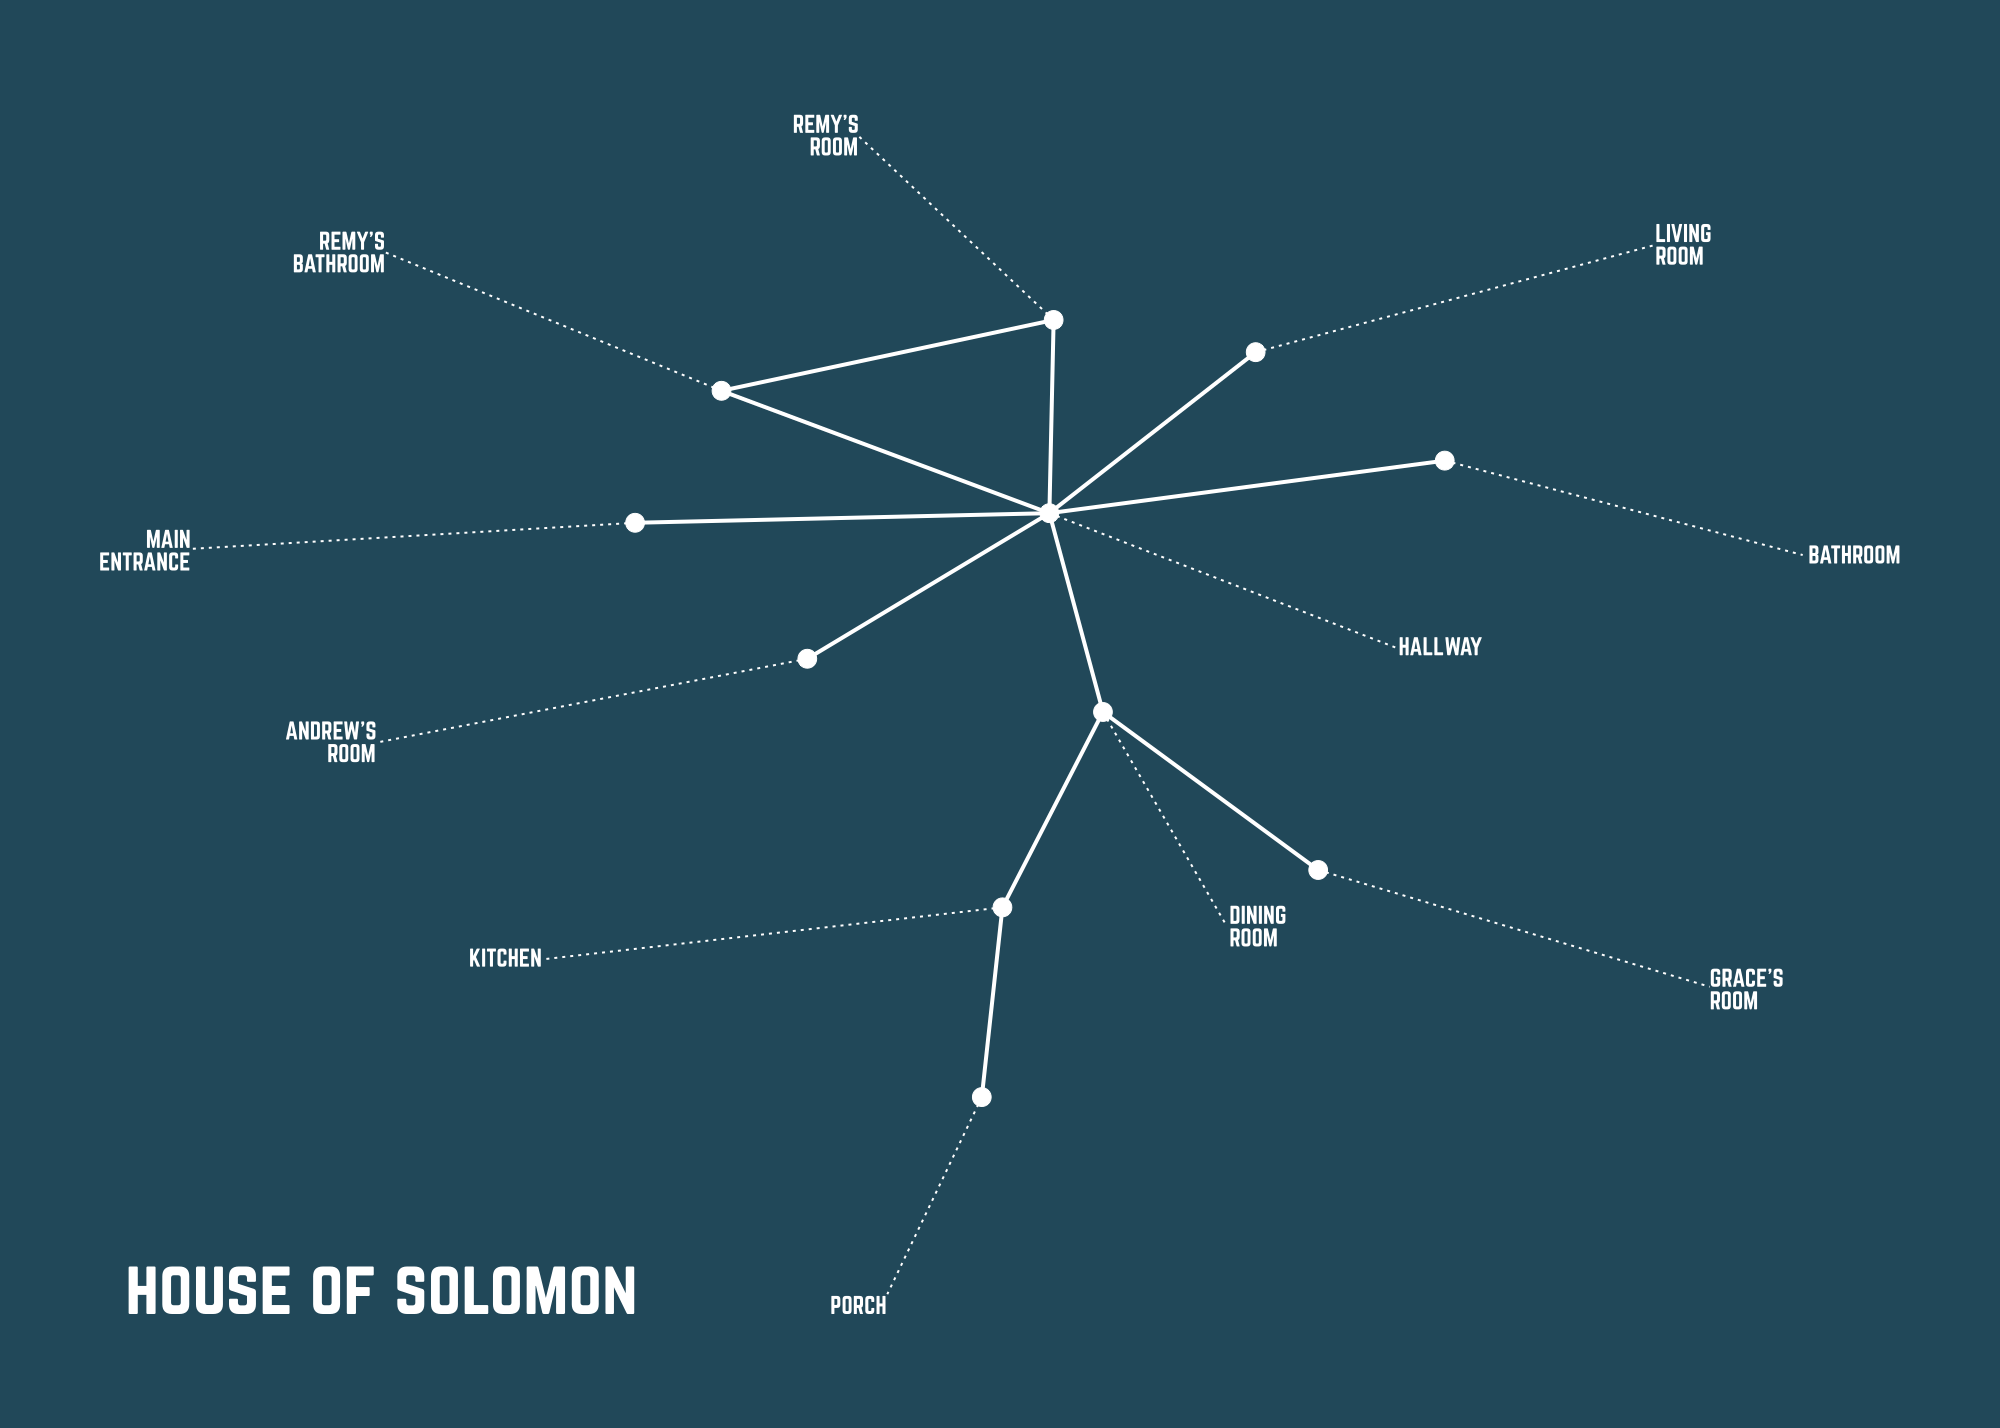 REMY'S
ROOM
LIVING
ROOM
REMY'S
BATHROOM
MAIN
ENTRANCE
BATHROOM
HALLWAY
ANDREW'S
ROOM
DINING
ROOM
KITCHEN
GRACE'S
ROOM
HOUSE OF SOLOMON
PORCH